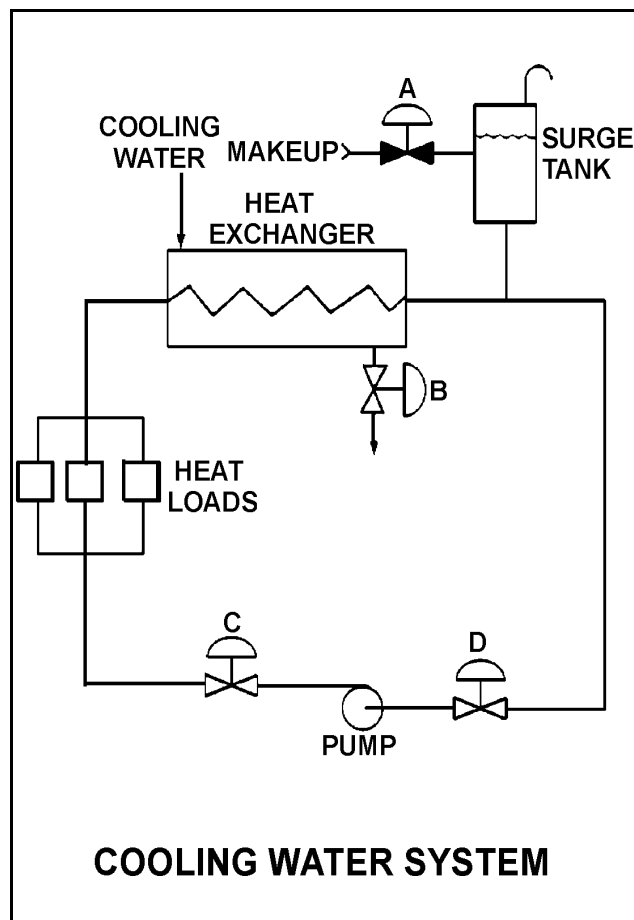 A
COOLING
WATER
MAKEUP
SURGE
TANK
HEAT
EXCHANGER
B
HEAT
LOADS
C
D
PUMP
COOLING WATER SYSTEM